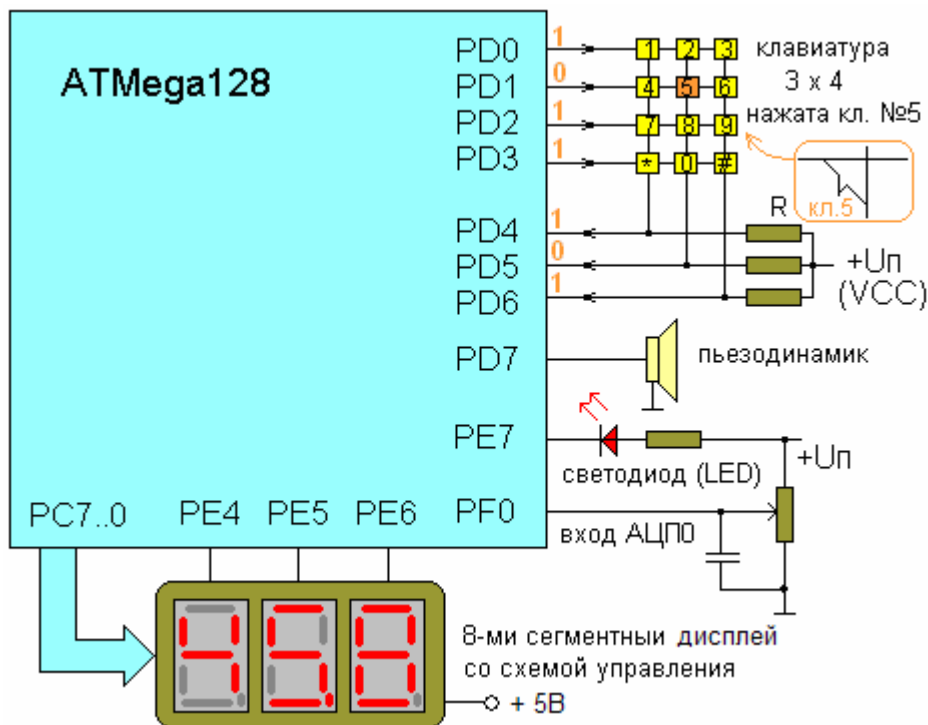 ATMega128
PD0
1
1 2 3
клавиатура
3 x 4
нажата кл. №5
PD1
0
4 5 6
PD2
1
7 8 9
PD3
1
* 0 #
кл.5
R
PD4
1
PD5
0
+Uп
(VCC)
PD6
1
PD7
пьезодинамик
PE7
светодиод (LED)
+Uп
PF0
вход АЦП0
PC7..0 PE4 PE5 PE6
8-ми сегментный дисплей
со схемой управления
+ 5В